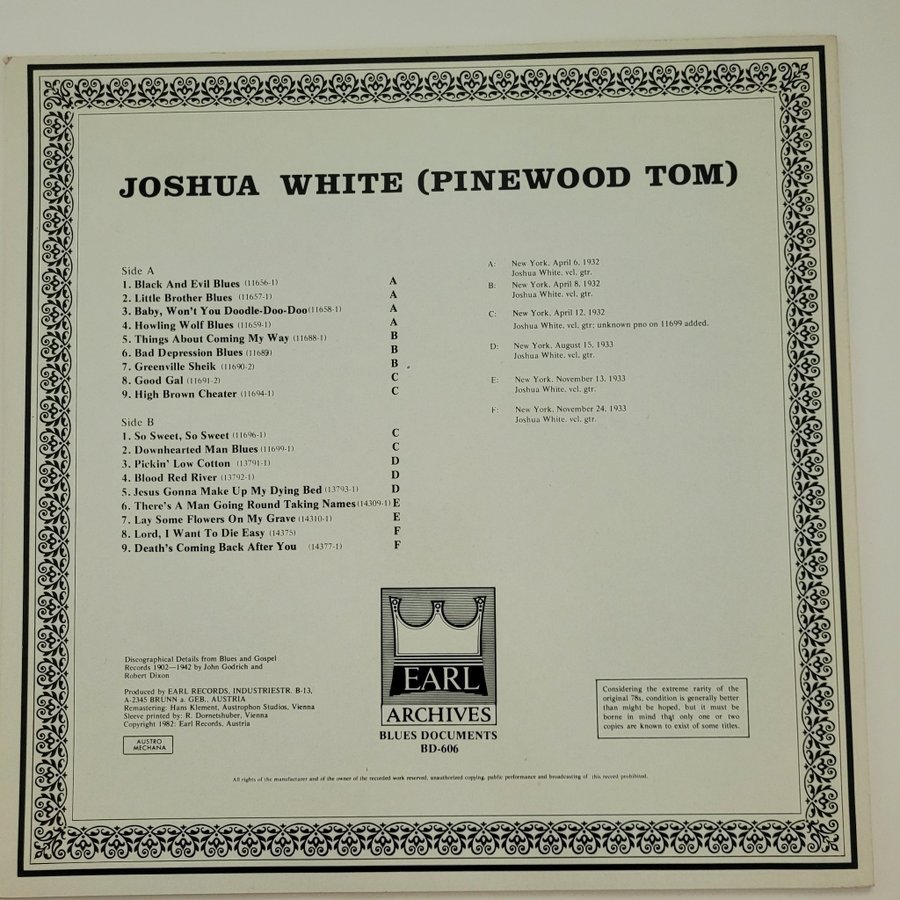 JOSHUA WHITE (PINEWOOD TOM)
Side A
1. Black And Evil Blues (11656-1) A
2. Little Brother Blues (11657-1) A
3. Baby, Won't You Doodle-Doo-Doo (11658-1) A
4. Howling Wolf Blues (11659-1) A
5. Things About Coming My Way (11688-1) B
6. Bad Depression Blues (11689) B
7. Greenville Sheik (11690-2) B
8. Good Gal (11691-2) C
9. High Brown Cheater (11694-1) C
Side B
1. So Sweet, So Sweet (11696-1) C
2. Downhearted Man Blues (11699-1) C
3. Pickin' Low Cotton (13791-1) D
4. Blood Red River (13792-1) D
5. Jesus Gonna Make Up My Dying Bed (13793-1) D
6. There's A Man Going Round Taking Names (14309-1) E
7. Lay Some Flowers On My Grave (14310-1) E
8. Lord, I Want To Die Easy (14375) F
9. Death's Coming Back After You (14377-1) F
A: New York, April 6, 1932
Joshua White, vcl, gtr.
B: New York, April 8, 1932
Joshua White, vcl, gtr.
C: New York, April 12, 1932
Joshua White, vcl, gtr; unknown pno on 11699 added.
D: New York, August 15, 1933
Joshua White, vcl, gtr.
E: New York, November 13, 1933
Joshua White, vcl, gtr.
F: New York, November 24, 1933
Joshua White, vcl, gtr.
Discographical Details from Blues and Gospel
Records 1902—1942 by John Godrich and
Robert Dixon
Produced by EARL RECORDS, INDUSTRIESTR. B-13,
A-2345 BRUNN a. GEB., AUSTRIA
Remastering: Hans Klement, Austrophon Studios, Vienna
Sleeve printed by: R. Dornetshuber, Vienna
Copyright 1982: Earl Records, Austria
AUSTRO
MECHANA
EARL
ARCHIVES
BLUES DOCUMENTS
BD-606
Considering the extreme rarity of the
original 78s, condition is generally better
than might be hoped, but it must be
borne in mind that only one or two
copies are known to exist of some titles.
All rights of the manufacturer and of the owner of the recorded work reserved, unauthorized copying, public performance and broadcasting of this record prohibited.